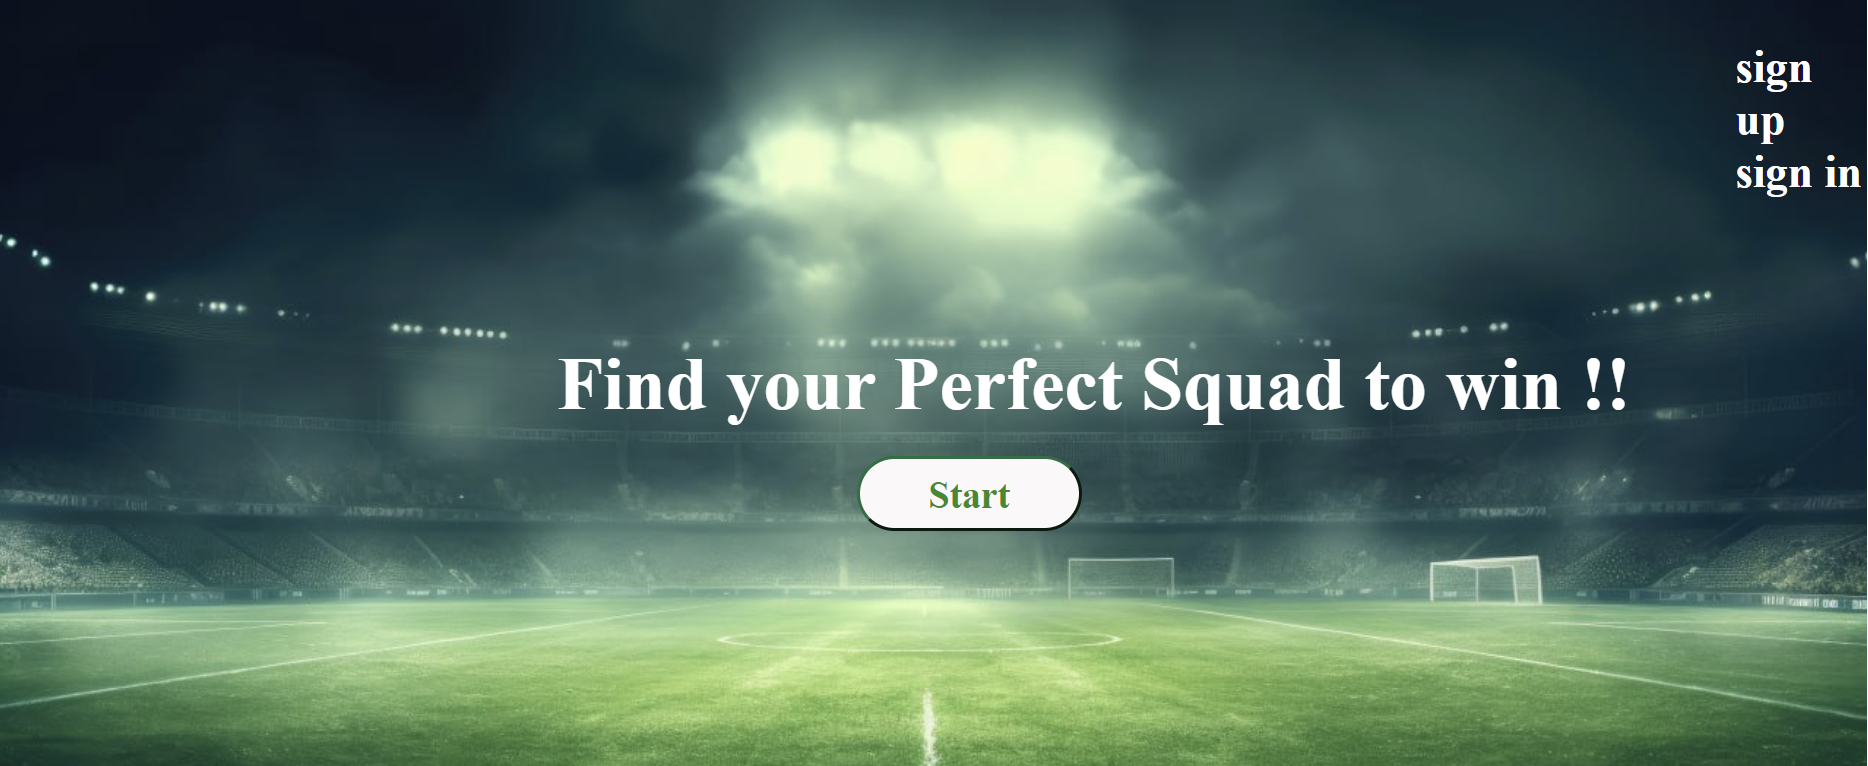 sign
up
sign in
Find your Perfect Squad to win !!
Start